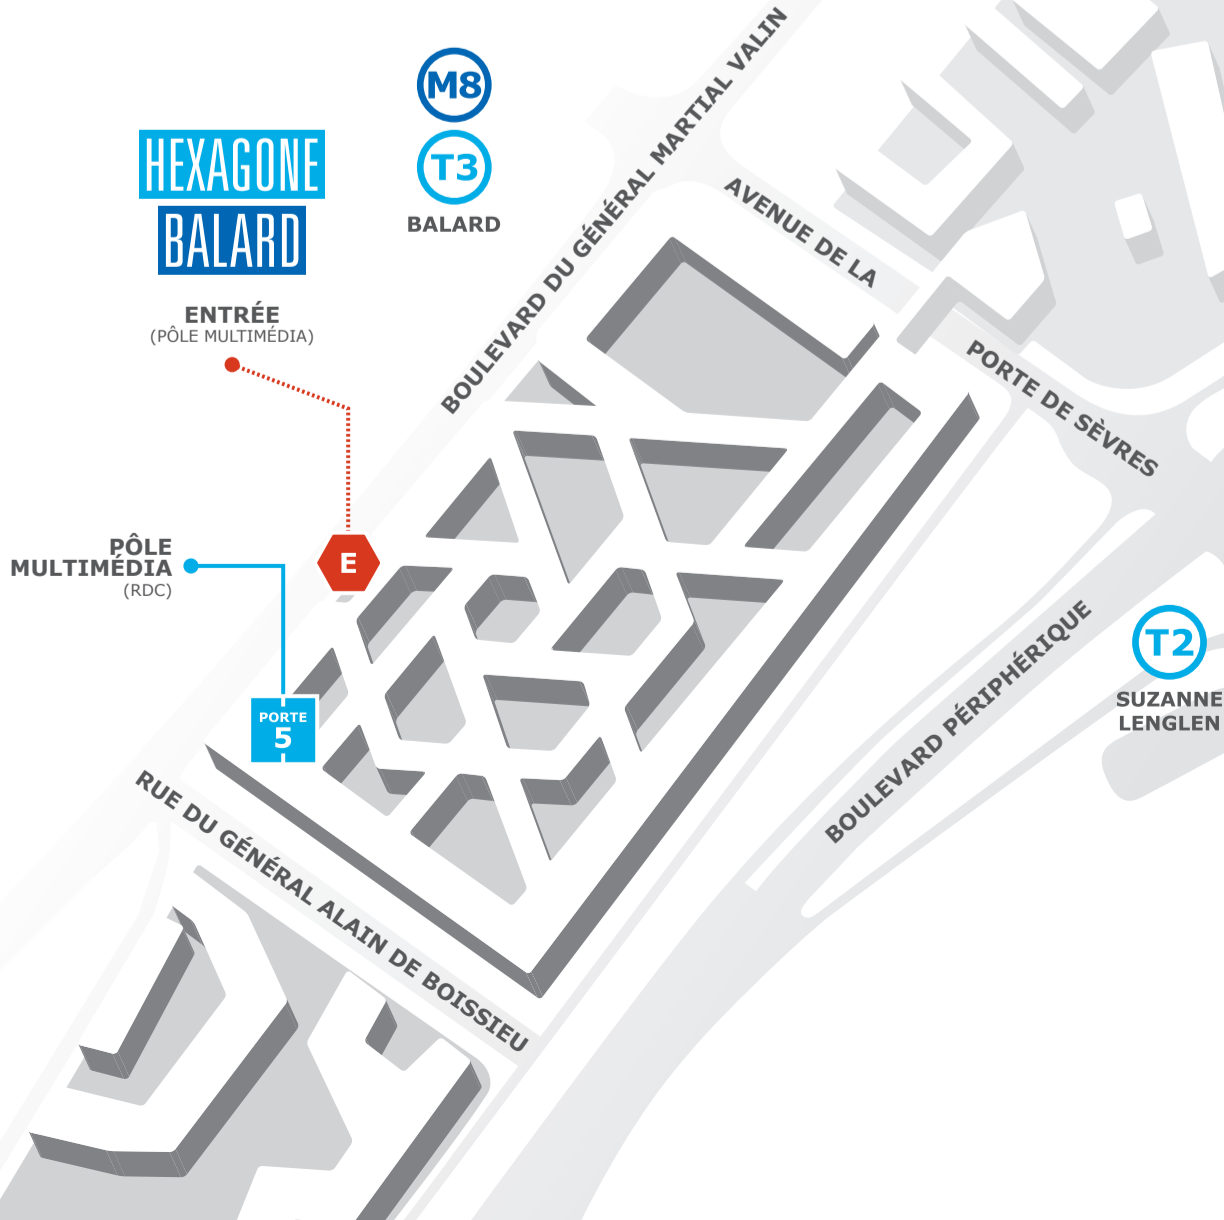 M8
T3
BALARD
HEXAGONE
BALARD
ENTRÉE
(PÔLE MULTIMÉDIA)
BOULEVARD DU GÉNÉRAL MARTIAL VALIN
AVENUE DE LA
PORTE DE SÈVRES
E
PÔLE
MULTIMÉDIA
(RDC)
PORTE
5
T2
SUZANNE
LENGLEN
BOULEVARD PÉRIPHÉRIQUE
RUE DU GÉNÉRAL ALAIN DE BOISSIEU